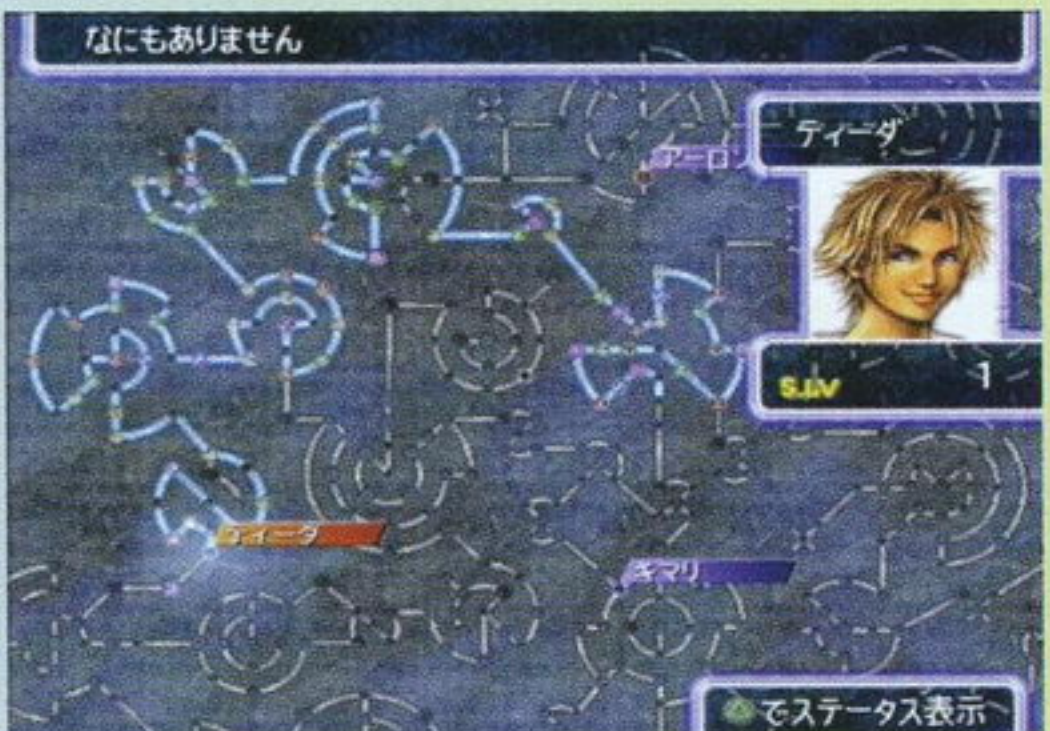 なにもありません
アーロン
ティーダ
S.Lv 1
ティーダ
キマリ
でステータス表示